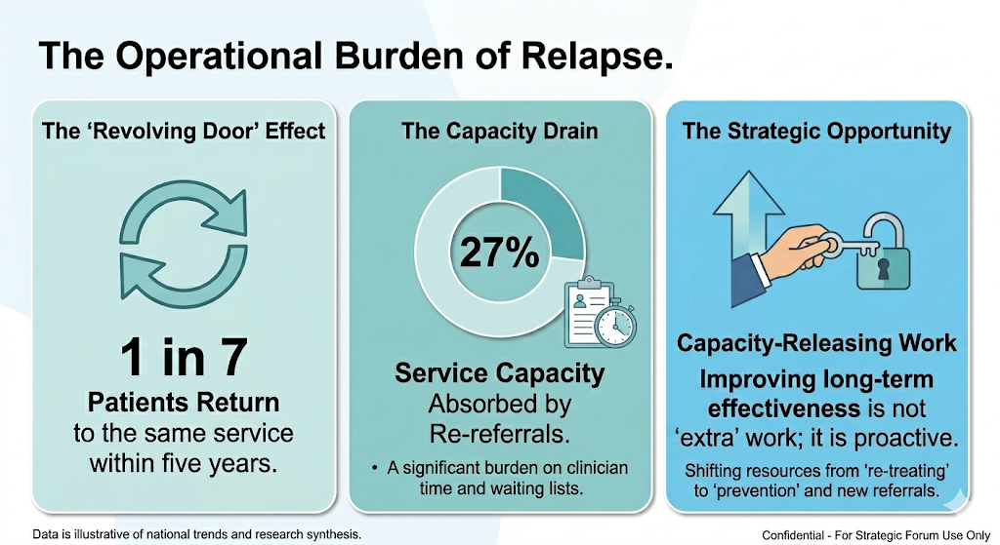 The Operational Burden of Relapse.
The ‘Revolving Door’ Effect
1 in 7
Patients Return
to the same service
within five years.
The Capacity Drain
27%
Service Capacity
Absorbed by
Re-referrals.
• A significant burden on clinician
time and waiting lists.
The Strategic Opportunity
Capacity-Releasing Work
Improving long-term
effectiveness is not
‘extra’ work; it is proactive.
Shifting resources from ‘re-treating’
to ‘prevention’ and new referrals.
Data is illustrative of national trends and research synthesis.
Confidential - For Strategic Forum Use Only